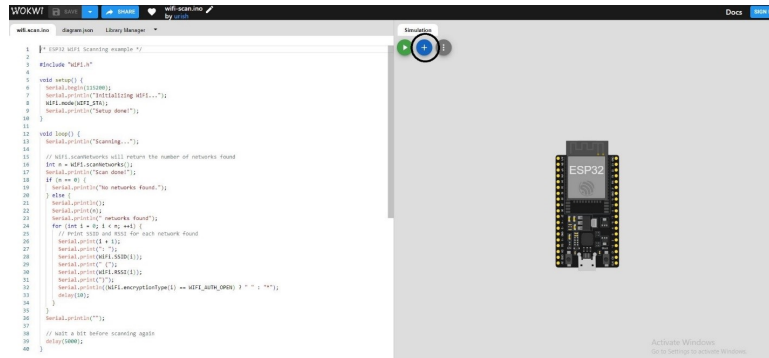 WOKWI SAVE SHARE wifi-scan.ino by urish Docs SIGN
wifi-scan.ino diagram.json Library Manager Simulation
1 /* ESP32 WiFi Scanning example */
2
3 #include "WiFi.h"
4
5 void setup() {
6 Serial.begin(115200);
7 Serial.println("Initializing WiFi...");
8 WiFi.mode(WIFI_STA);
9 Serial.println("Setup done!");
10 }
11
12 void loop() {
13 Serial.println("Scanning...");
14
15 // WiFi.scanNetworks will return the number of networks found
16 int n = WiFi.scanNetworks();
17 Serial.println("Scan done!");
18 if (n == 0) {
19 Serial.println("No networks found.");
20 } else {
21 Serial.println();
22 Serial.print(n);
23 Serial.println(" networks found");
24 for (int i = 0; i < n; ++i) {
25 // Print SSID and RSSI for each network found
26 Serial.print(i + 1);
27 Serial.print(": ");
28 Serial.print(WiFi.SSID(i));
29 Serial.print(" (");
30 Serial.print(WiFi.RSSI(i));
31 Serial.print(")");
32 Serial.println((WiFi.encryptionType(i) == WIFI_AUTH_OPEN) ? " " : "*");
33 delay(10);
34 }
35 }
36 Serial.println("");
37
38 // Wait a bit before scanning again
39 delay(5000);
40 }
ESP32
Activate Windows
Go to Settings to activate Windows.